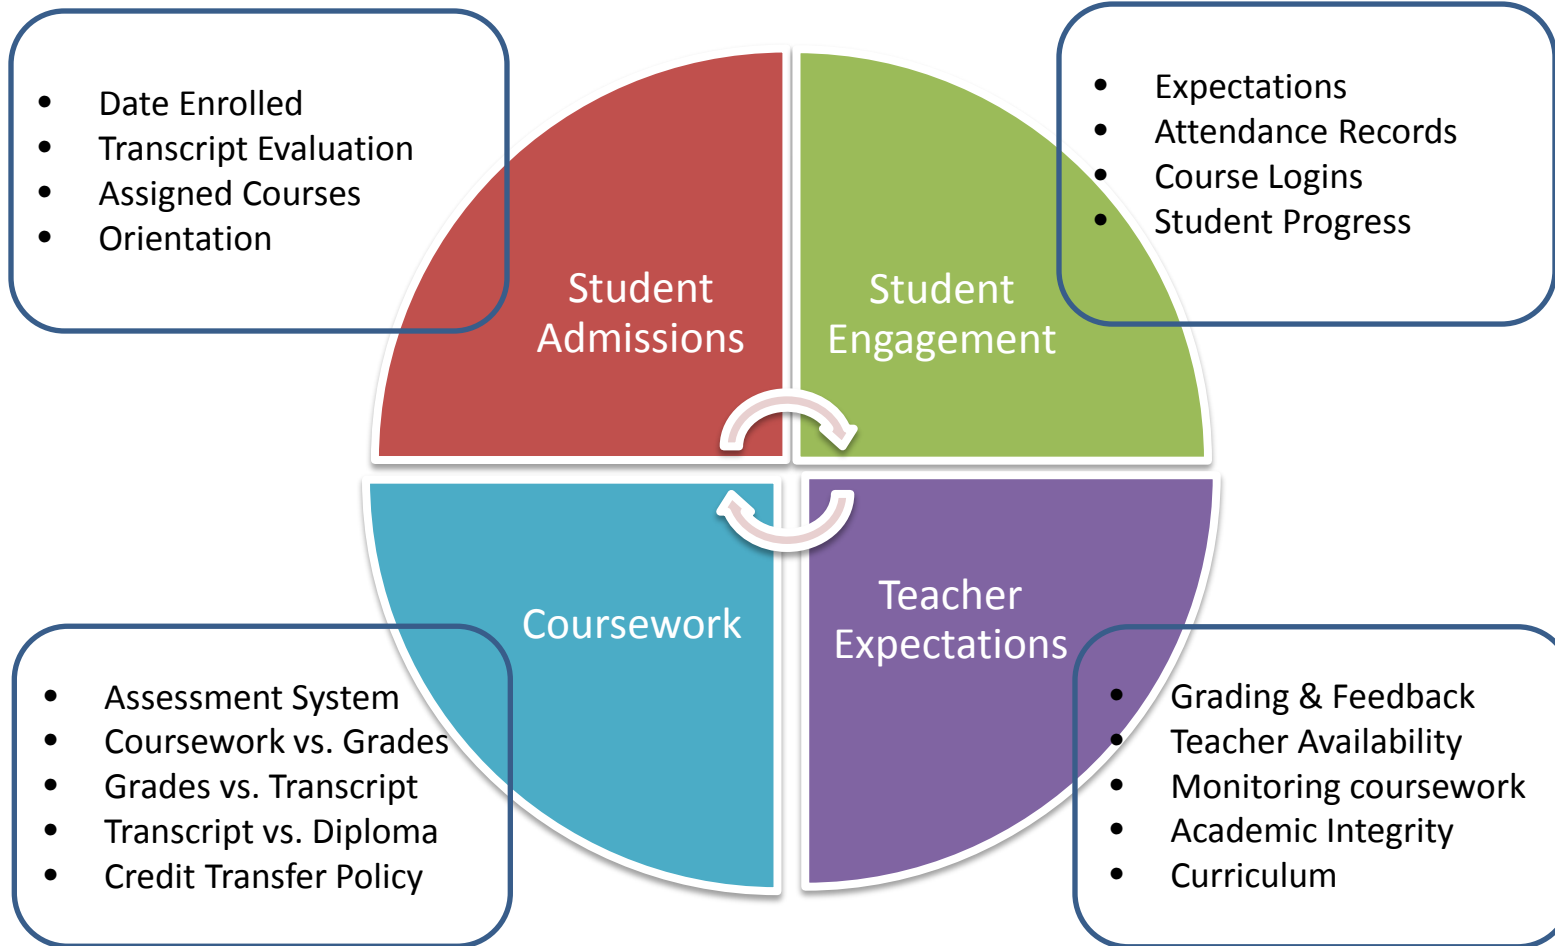 • Date Enrolled
• Transcript Evaluation
• Assigned Courses
• Orientation
• Expectations
• Attendance Records
• Course Logins
• Student Progress
Student
Admissions
Student
Engagement
Coursework
Teacher
Expectations
• Assessment System
• Coursework vs. Grades
• Grades vs. Transcript
• Transcript vs. Diploma
• Credit Transfer Policy
• Grading & Feedback
• Teacher Availability
• Monitoring coursework
• Academic Integrity
• Curriculum